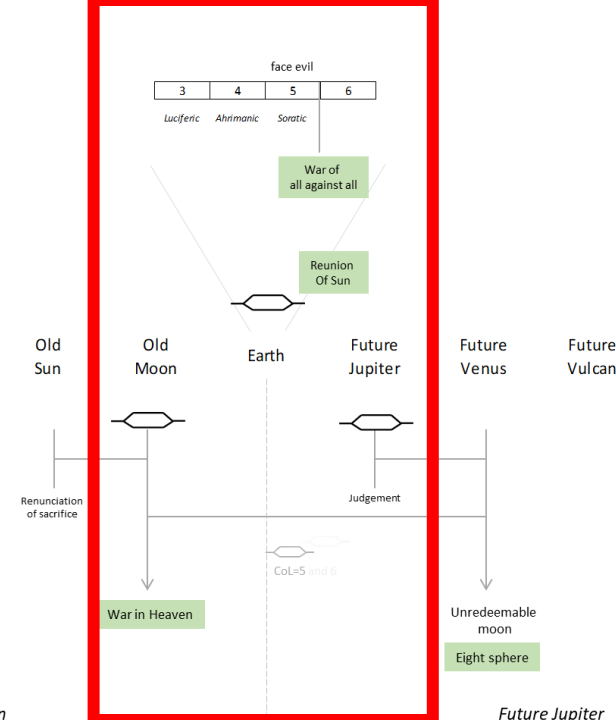 face evil
3 4 5 6
Luciferic Ahrimanic Soratic
War of
all against all
Reunion
Of Sun
Old
Sun
Old
Moon
Earth
Future
Jupiter
Future
Venus
Future
Vulcan
Renunciation
of sacrifice
Judgement
CoL=5 and 6
War in Heaven
Unredeemable
moon
Eight sphere
Future Jupiter